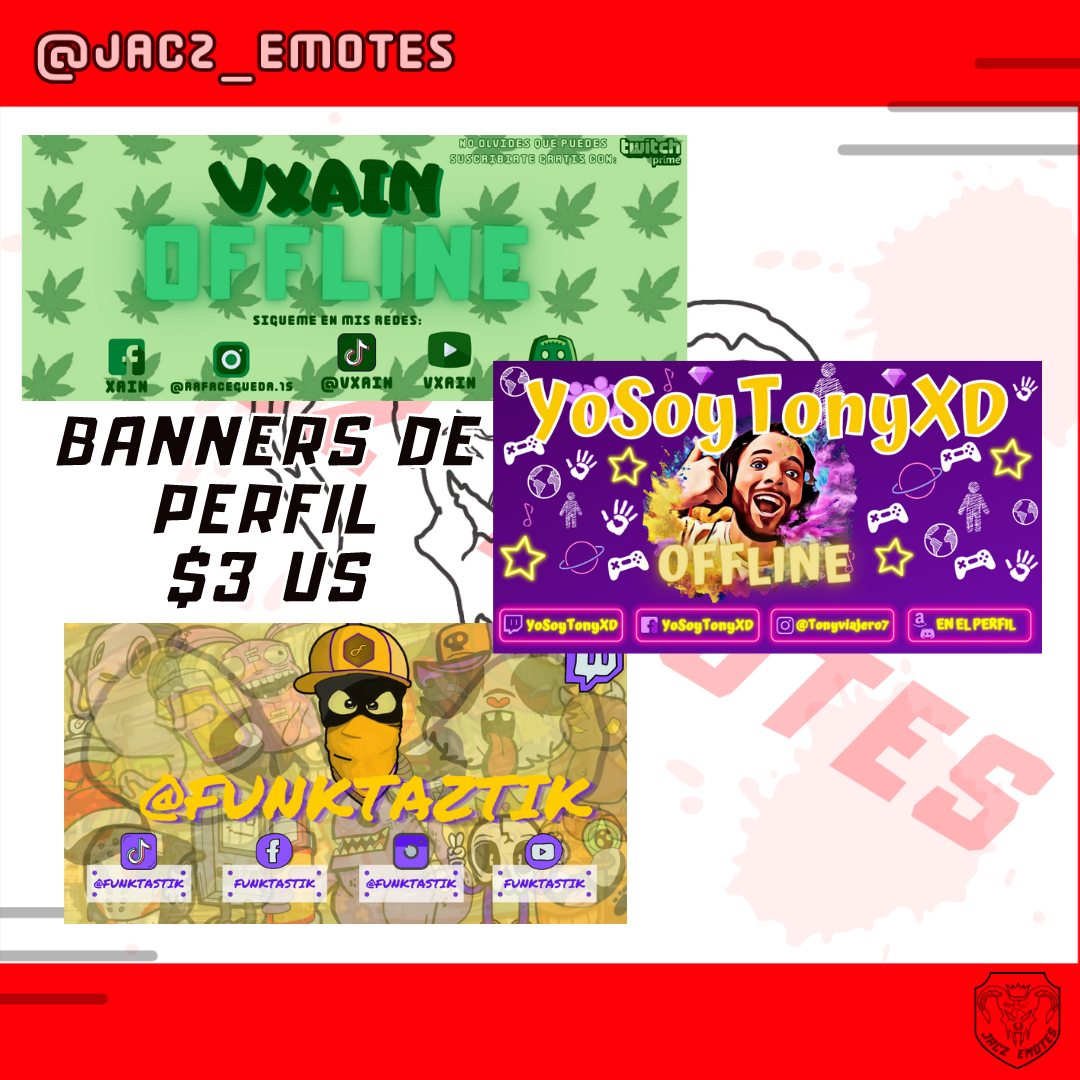 @JACZ_EMOTES
NO OLVIDES QUE PUEDES
SUSCRIBIRTE GRATIS CON:
twitch
prime
VXAIN
OFFLINE
SIGUEME EN MIS REDES:
XAIN
@RAFACEGUEDA.15
@VXAIN
VXAIN
BANNERS DE
PERFIL
$3 US
YoSoyTonyXD
OFFLINE
YoSoyTonyXD
YoSoyTonyXD
@Tonyviajero7
EN EL PERFIL
@FUNKTAZTIK
@FUNKTASTIK
FUNKTASTIK
@FUNKTASTIK
FUNKTASTIK
JACZ EMOTES